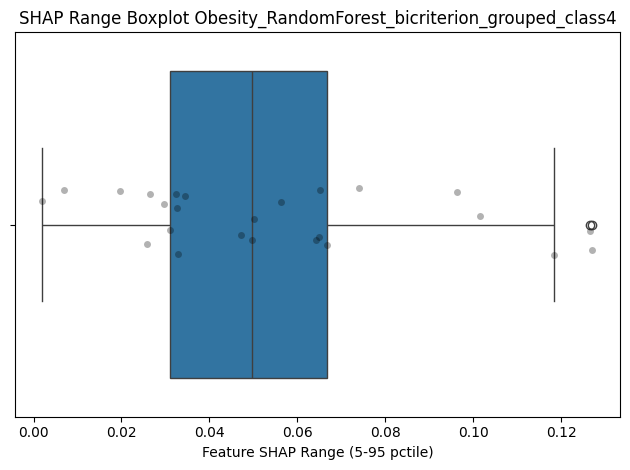 SHAP Range Boxplot Obesity_RandomForest_bicriterion_grouped_class4
0.00 0.02 0.04 0.06 0.08 0.10 0.12
Feature SHAP Range (5-95 pctile)